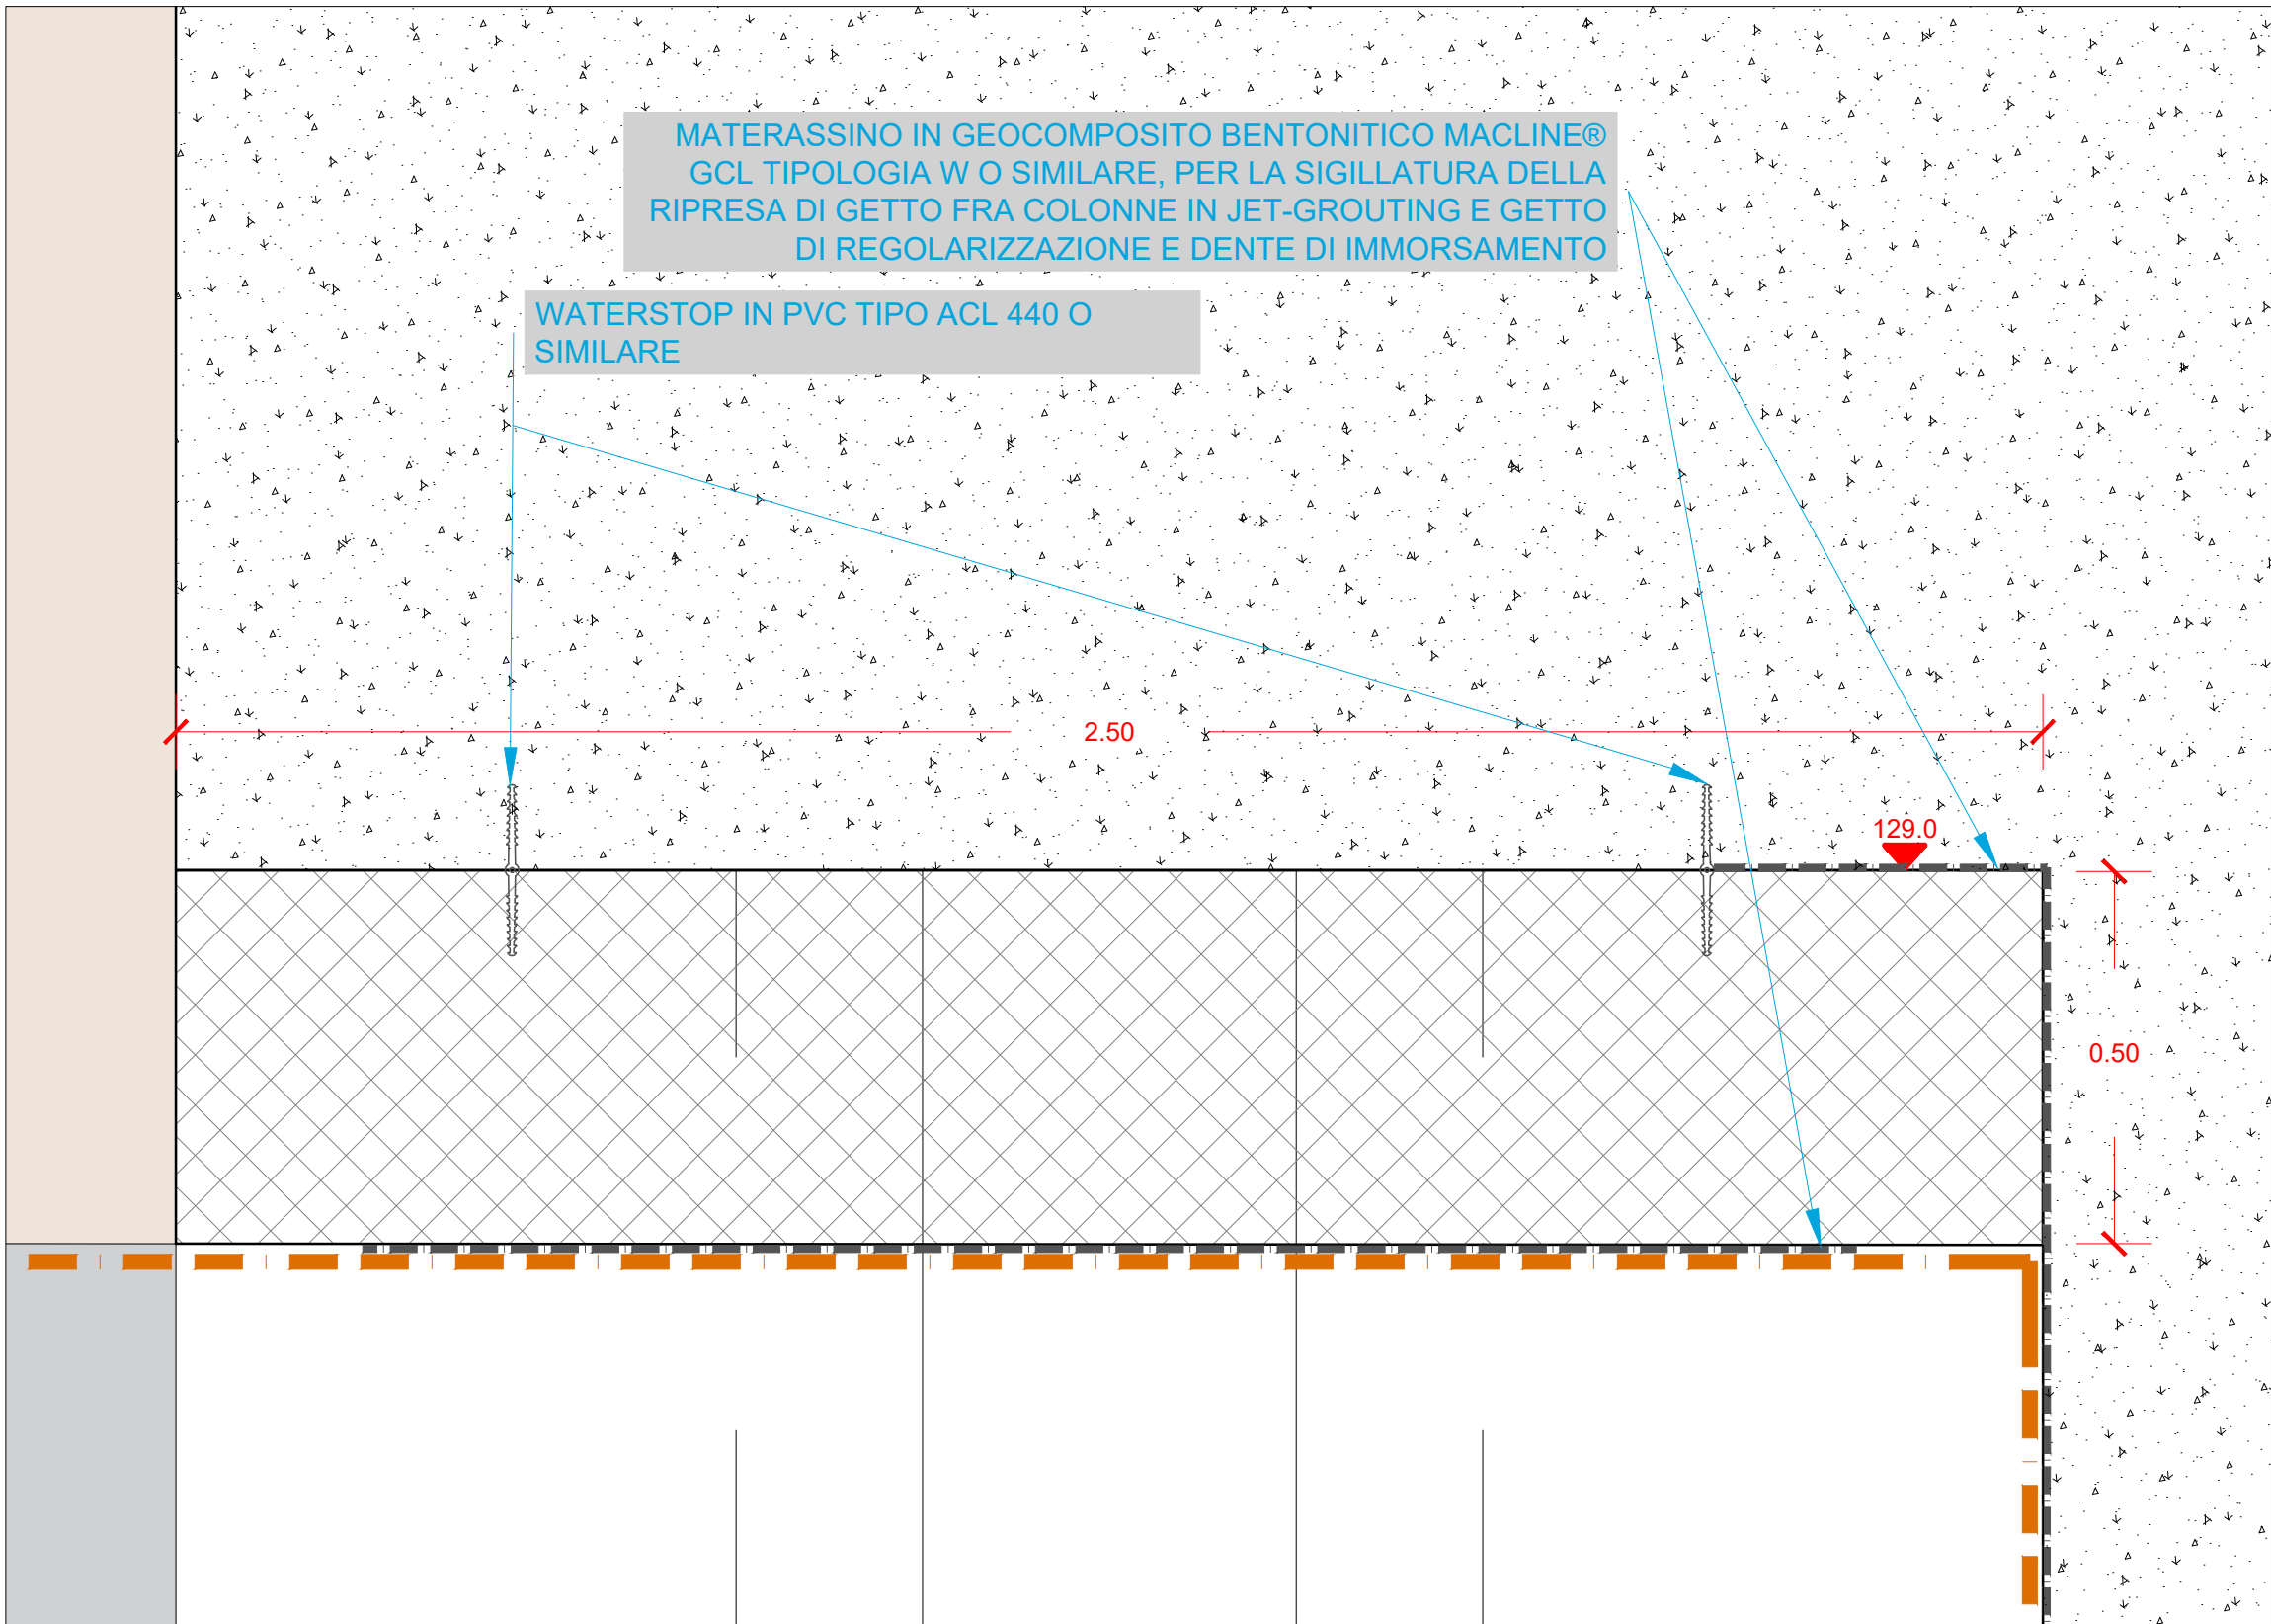 MATERASSINO IN GEOCOMPOSITO BENTONITICO MACLINE®
GCL TIPOLOGIA W O SIMILARE, PER LA SIGILLATURA DELLA
RIPRESA DI GETTO FRA COLONNE IN JET-GROUTING E GETTO
DI REGOLARIZZAZIONE E DENTE DI IMMORSAMENTO
WATERSTOP IN PVC TIPO ACL 440 O
SIMILARE
2.50
129.0
0.50